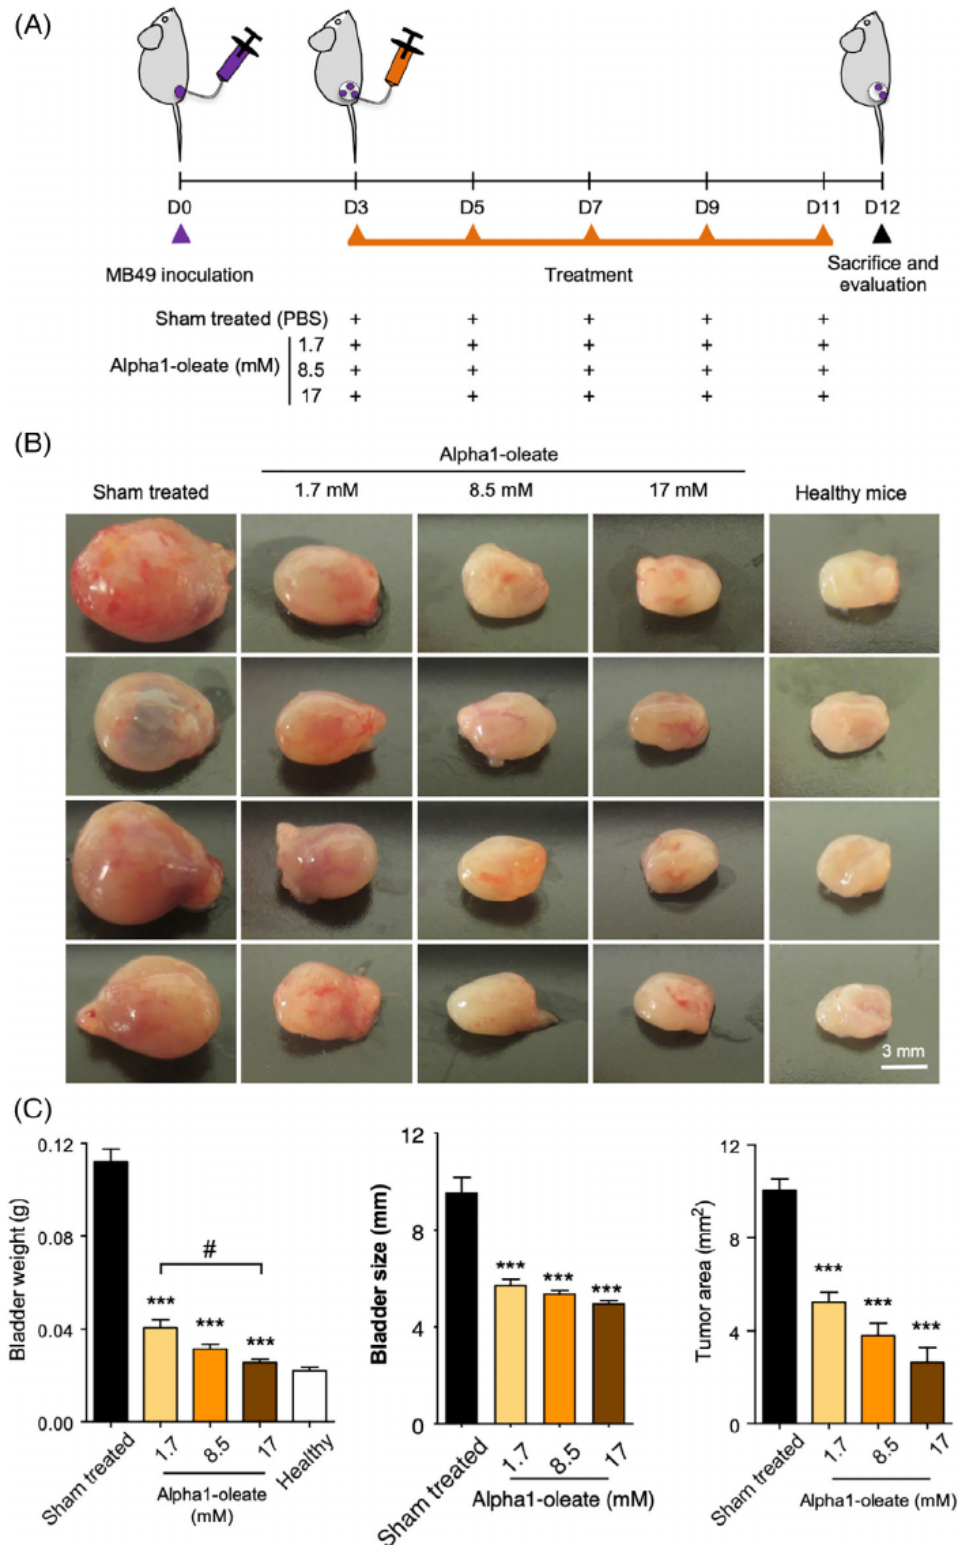 (A)
D0 D3 D5 D7 D9 D11 D12
MB49 inoculation Treatment Sacrifice and
evaluation
Sham treated (PBS) + + + + +
1.7 + + + + +
Alpha1-oleate (mM) 8.5 + + + + +
17 + + + + +
(B)
Alpha1-oleate
Sham treated 1.7 mM 8.5 mM 17 mM Healthy mice
3 mm
(C)
Bladder weight (g)
0.12
0.08
0.04
0.00
#
*** *** ***
Sham treated 1.7 8.5 17 Healthy
Alpha1-oleate
(mM)
Bladder size (mm)
12
8
4
0
*** *** ***
Sham treated 1.7 8.5 17
Alpha1-oleate (mM)
Tumor area (mm²)
12
8
4
0
*** *** ***
Sham treated 1.7 8.5 17
Alpha1-oleate (mM)